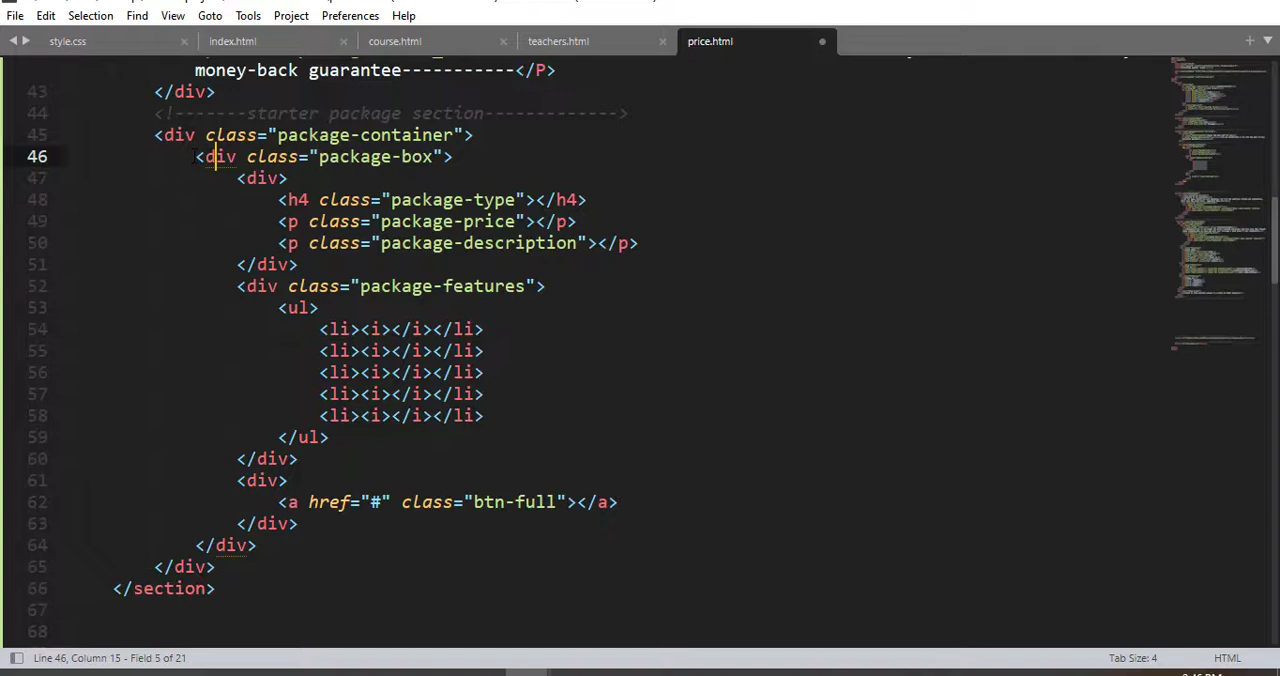 File Edit Selection Find View Goto Tools Project Preferences Help
style.css index.html course.html teachers.html price.html
money-back guarantee-----------</P>
43 </div>
44 <!-------starter package section------------->
45 <div class="package-container">
46 <div class="package-box">
47 <div>
48 <h4 class="package-type"></h4>
49 <p class="package-price"></p>
50 <p class="package-description"></p>
51 </div>
52 <div class="package-features">
53 <ul>
54 <li><i></i></li>
55 <li><i></i></li>
56 <li><i></i></li>
57 <li><i></i></li>
58 <li><i></i></li>
59 </ul>
60 </div>
61 <div>
62 <a href="#" class="btn-full"></a>
63 </div>
64 </div>
65 </div>
66 </section>
67
68
Line 46, Column 15 - Field 5 of 21 Tab Size: 4 HTML